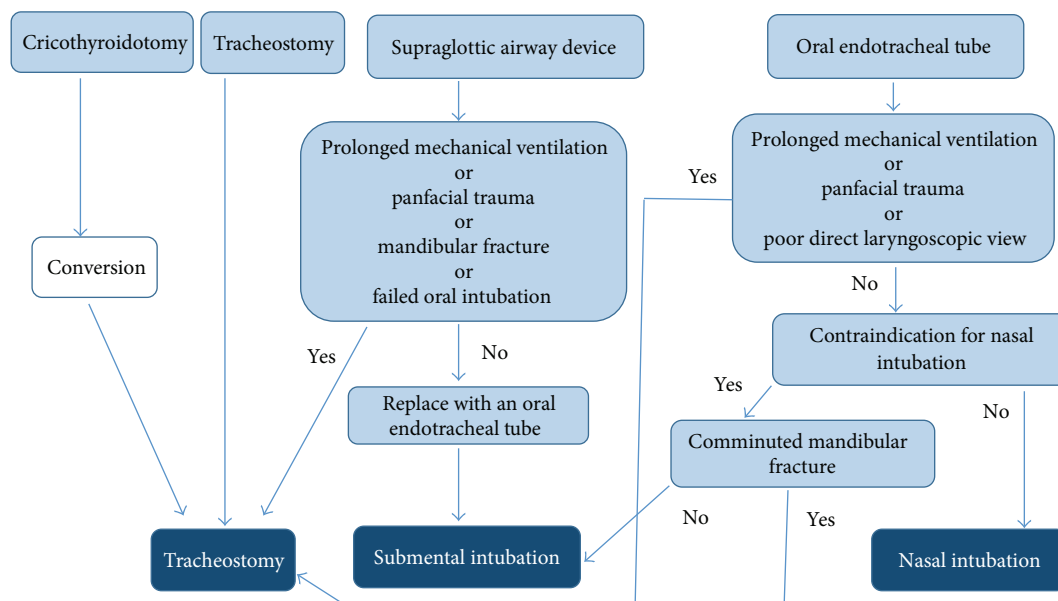 Cricothyroidotomy
Tracheostomy
Supraglottic airway device
Oral endotracheal tube
Prolonged mechanical ventilation
or
panfacial trauma
or
mandibular fracture
or
failed oral intubation
Yes
Prolonged mechanical ventilation
or
panfacial trauma
or
poor direct laryngoscopic view
Conversion
No
Yes
No
Contraindication for nasal
intubation
Yes
No
Replace with an oral
endotracheal tube
Comminuted mandibular
fracture
No
Yes
Tracheostomy
Submental intubation
Nasal intubation